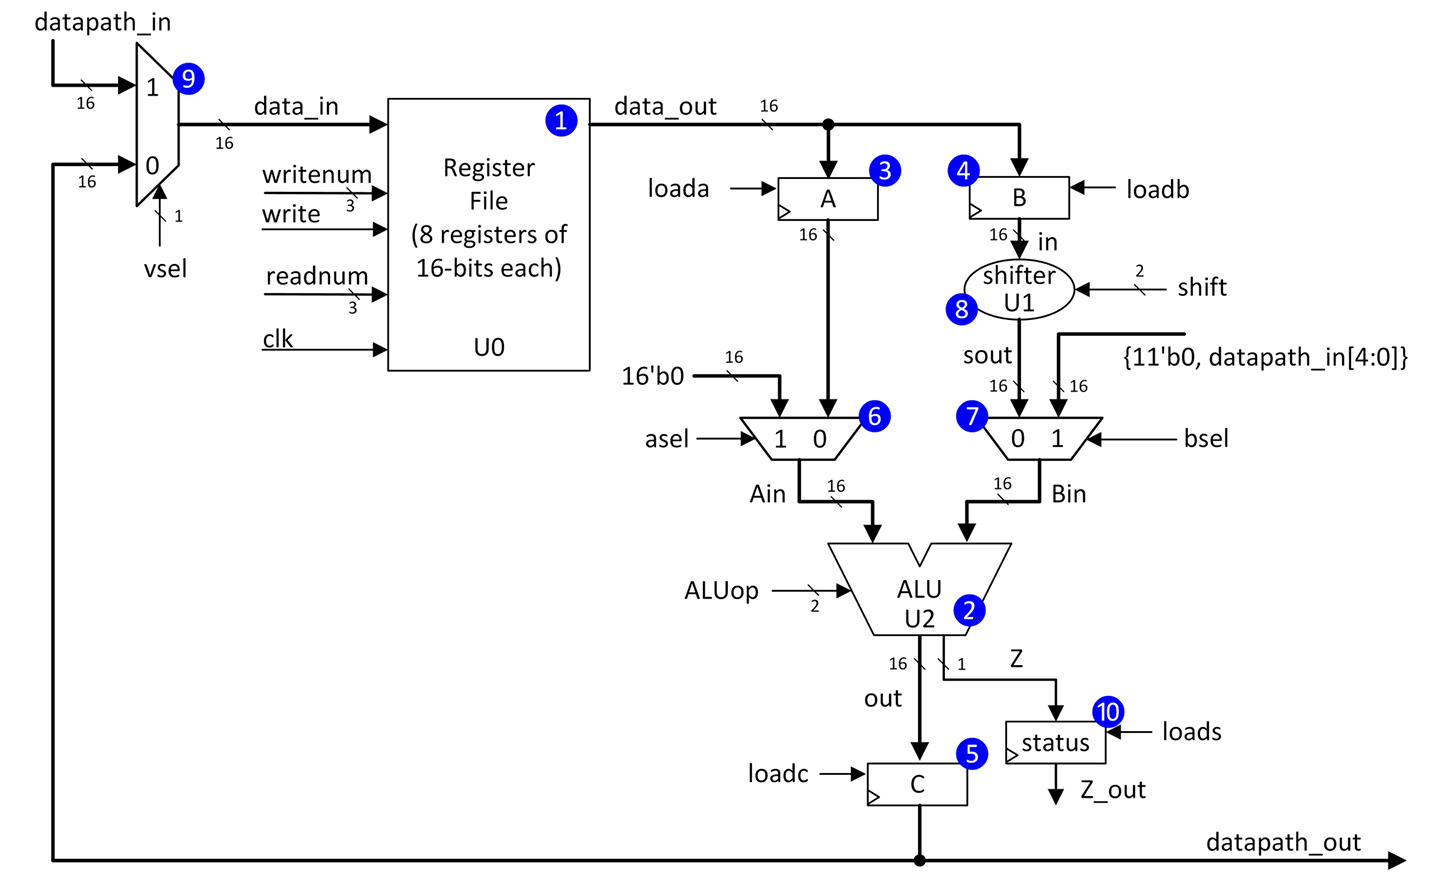 datapath_in
1
9
16
data_in
16
0
16
1
vsel
1
Register
File
(8 registers of
16-bits each)
U0
writenum
3
write
readnum
3
clk
data_out
16
3
loada
A
16
4
B
loadb
16
in
shifter
U1
8
2
shift
sout
16
16
{11'b0, datapath_in[4:0]}
16'b0
16
6
asel
1 0
7
0 1
bsel
Ain
16
16
Bin
ALUop
2
ALU
U2
2
16
1
Z
out
10
status
loads
Z_out
5
loadc
C
datapath_out